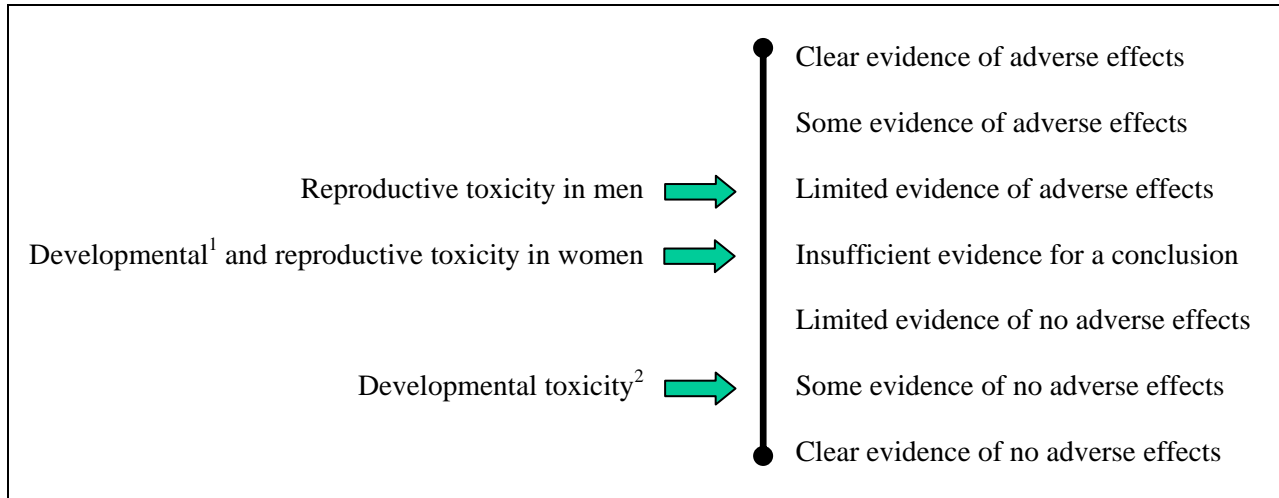 Clear evidence of adverse effects
Some evidence of adverse effects
Reproductive toxicity in men Limited evidence of adverse effects
Developmental¹ and reproductive toxicity in women Insufficient evidence for a conclusion
Limited evidence of no adverse effects
Developmental toxicity² Some evidence of no adverse effects
Clear evidence of no adverse effects